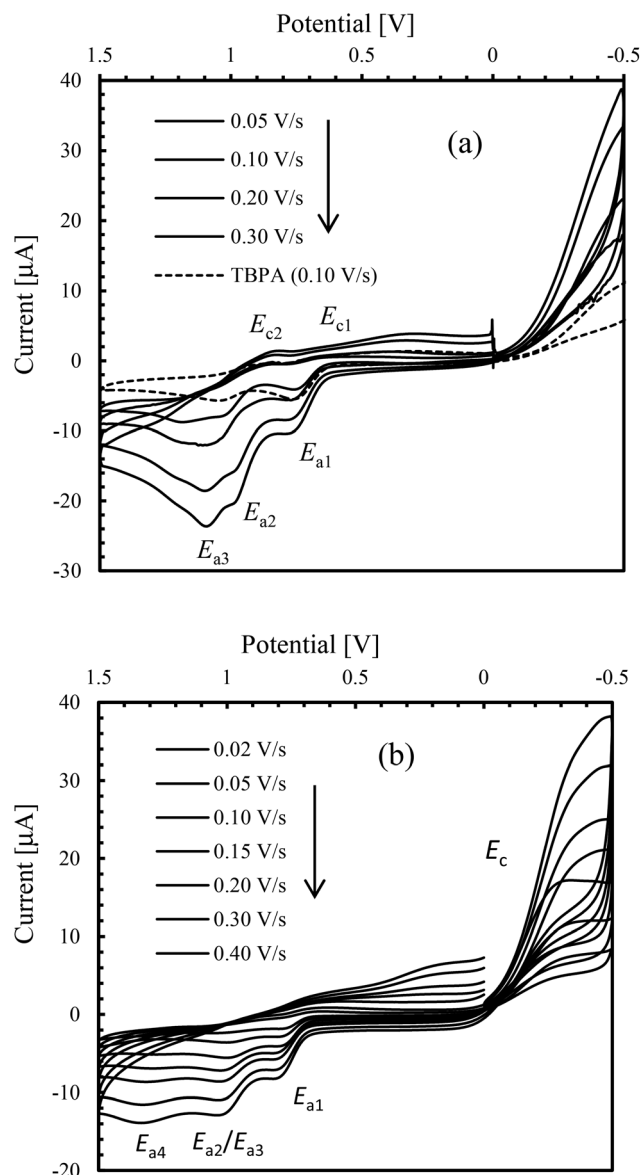 Potential [V]
1.5 1 0.5 0 -0.5
40
30
20
10
0
-10
-20
-30
Current [µA]
(a)
0.05 V/s
0.10 V/s
0.20 V/s
0.30 V/s
TBPA (0.10 V/s)
Ec2 Ec1
Ea1
Ea2
Ea3
Potential [V]
1.5 1 0.5 0 -0.5
40
30
20
10
0
-10
-20
Current [µA]
(b)
0.02 V/s
0.05 V/s
0.10 V/s
0.15 V/s
0.20 V/s
0.30 V/s
0.40 V/s
Ec
Ea1
Ea4 Ea2/Ea3